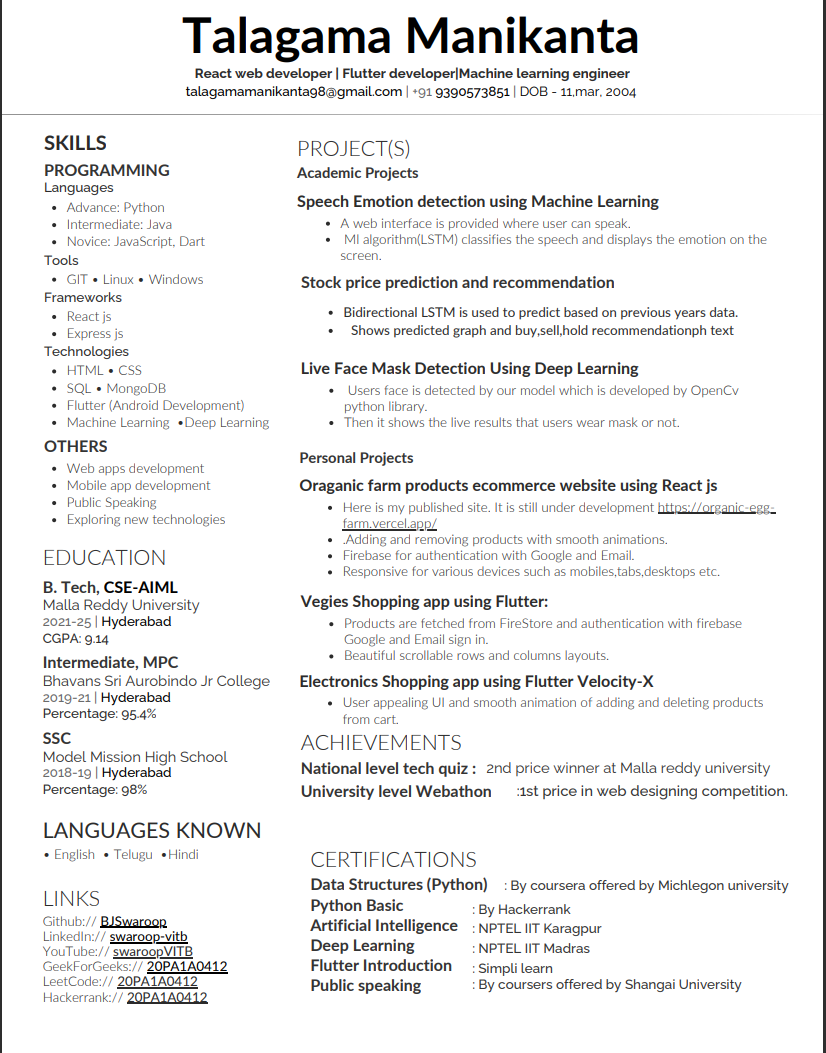 Talagama Manikanta
React web developer | Flutter developer|Machine learning engineer
talagamamanikanta98@gmail.com | +91 9390573851 | DOB - 11,mar, 2004
SKILLS
PROGRAMMING
Languages
• Advance: Python
• Intermediate: Java
• Novice: JavaScript, Dart
Tools
• GIT • Linux • Windows
Frameworks
• React js
• Express js
Technologies
• HTML • CSS
• SQL • MongoDB
• Flutter (Android Development)
• Machine Learning •Deep Learning
OTHERS
• Web apps development
• Mobile app development
• Public Speaking
• Exploring new technologies
EDUCATION
B. Tech, CSE-AIML
Malla Reddy University
2021-25 | Hyderabad
CGPA: 9.14
Intermediate, MPC
Bhavans Sri Aurobindo Jr College
2019-21 | Hyderabad
Percentage: 95.4%
SSC
Model Mission High School
2018-19 | Hyderabad
Percentage: 98%
LANGUAGES KNOWN
• English • Telugu •Hindi
LINKS
Github:// BJSwaroop
LinkedIn:// swaroop-vitb
YouTube:// swaroopVITB
GeekForGeeks:// 20PA1A0412
LeetCode:// 20PA1A0412
Hackerrank:// 20PA1A0412
PROJECT(S)
Academic Projects
Speech Emotion detection using Machine Learning
• A web interface is provided where user can speak.
• Ml algorithm(LSTM) classifies the speech and displays the emotion on the
screen.
Stock price prediction and recommendation
• Bidirectional LSTM is used to predict based on previous years data.
• Shows predicted graph and buy,sell,hold recommendationph text
Live Face Mask Detection Using Deep Learning
• Users face is detected by our model which is developed by OpenCv
python library.
• Then it shows the live results that users wear mask or not.
Personal Projects
Oraganic farm products ecommerce website using React js
• Here is my published site. It is still under development https://organic-egg-
farm.vercel.app/
• .Adding and removing products with smooth animations.
• Firebase for authentication with Google and Email.
• Responsive for various devices such as mobiles,tabs,desktops etc.
Vegies Shopping app using Flutter:
• Products are fetched from FireStore and authentication with firebase
Google and Email sign in.
• Beautiful scrollable rows and columns layouts.
Electronics Shopping app using Flutter Velocity-X
• User appealing UI and smooth animation of adding and deleting products
from cart.
ACHIEVEMENTS
National level tech quiz : 2nd price winner at Malla reddy university
University level Webathon :1st price in web designing competition.
CERTIFICATIONS
Data Structures (Python) : By coursera offered by Michlegon university
Python Basic : By Hackerrank
Artificial Intelligence : NPTEL IIT Karagpur
Deep Learning : NPTEL IIT Madras
Flutter Introduction : Simpli learn
Public speaking : By coursers offered by Shangai University